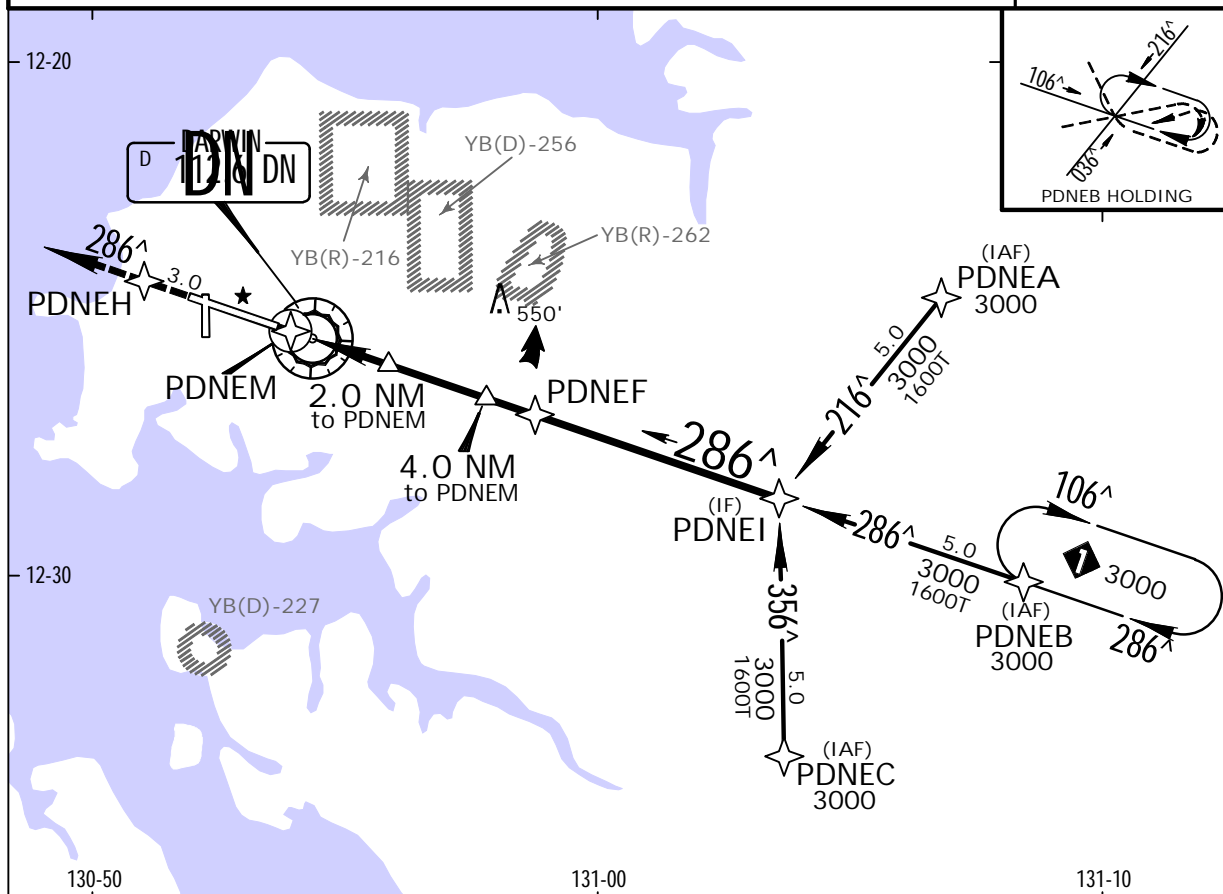 12-20
DARWIN
D 112.6 DN
DN
YB(D)-256
YB(R)-216
YB(R)-262
550'
286^
3.0
PDNEH
PDNEM
2.0 NM
to PDNEM
PDNEF
4.0 NM
to PDNEM
286^
(IF)
PDNEI
(IAF)
PDNEA
3000
5.0
3000
1600T
216^
106^
216^
036^
PDNEB HOLDING
106^
1 3000
286^
286^
5.0
3000
1600T
(IAF)
PDNEB
3000
356^
5.0
3000
1600T
(IAF)
PDNEC
3000
12-30
YB(D)-227
130-50
131-00
131-10